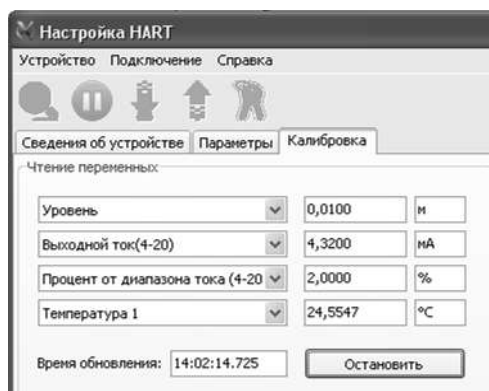 Настройка HART
Устройство Подключение Справка
Сведения об устройстве Параметры Калибровка
Чтение переменных
Уровень 0,0100 м
Выходной ток(4-20) 4,3200 мА
Процент от диапазона тока (4-20 2,0000 %
Температура 1 24,5547 °C
Время обновления: 14:02:14.725 Остановить